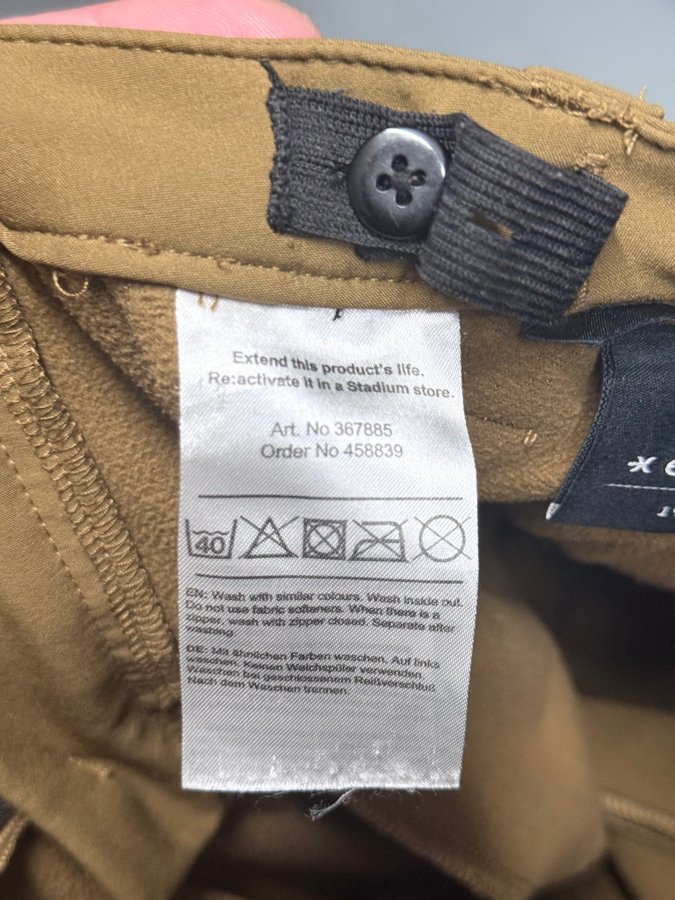 Extend this product's life.
Re:activate it in a Stadium store.
Art. No 367885
Order No 458839
40
EN: Wash with similar colours. Wash inside out.
Do not use fabric softeners. When there is a
zipper, wash with zipper closed. Separate after
washing.
DE: Mit ähnlichen Farben waschen. Auf links
waschen. Keinen Weichspüler verwenden
Waschen bei geschlossenem Reißverschluß
Nach dem Waschen trennen.